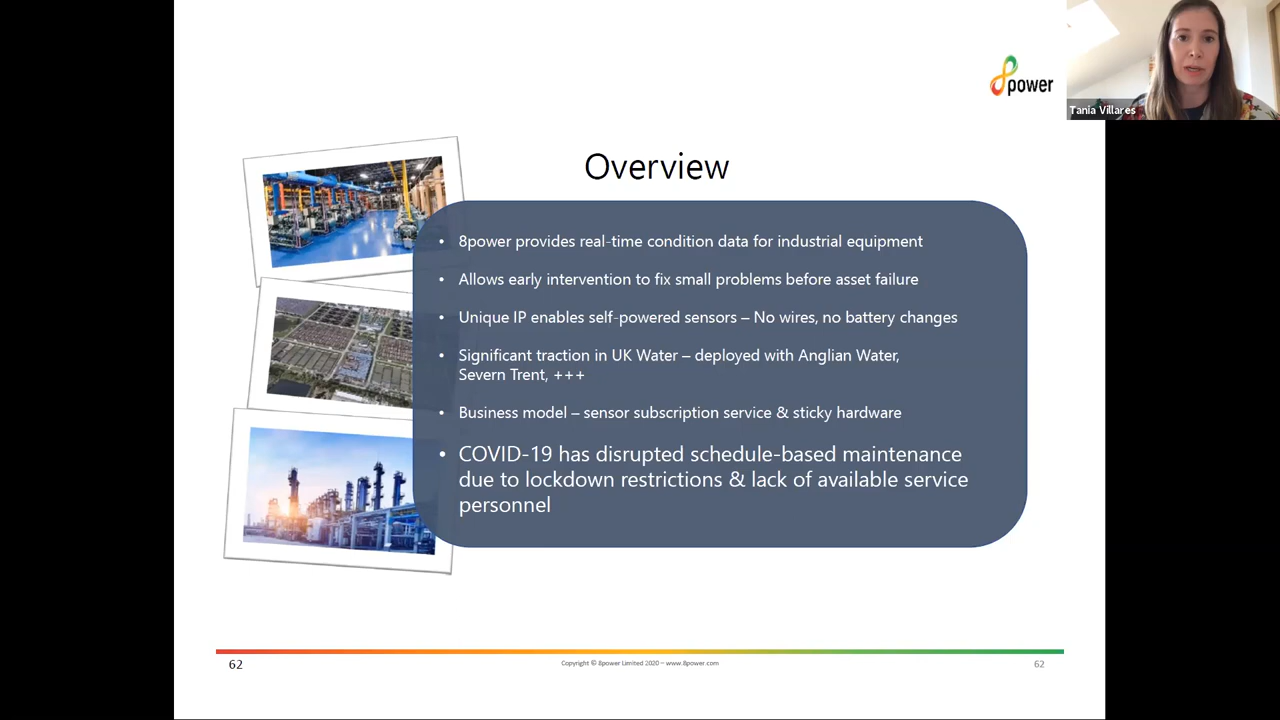 8power
Tania Villares
Overview
• 8power provides real-time condition data for industrial equipment
• Allows early intervention to fix small problems before asset failure
• Unique IP enables self-powered sensors – No wires, no battery changes
• Significant traction in UK Water – deployed with Anglian Water,
Severn Trent, +++
• Business model – sensor subscription service & sticky hardware
• COVID-19 has disrupted schedule-based maintenance
due to lockdown restrictions & lack of available service
personnel
62
Copyright © 8power Limited 2020 – www.8power.com
62